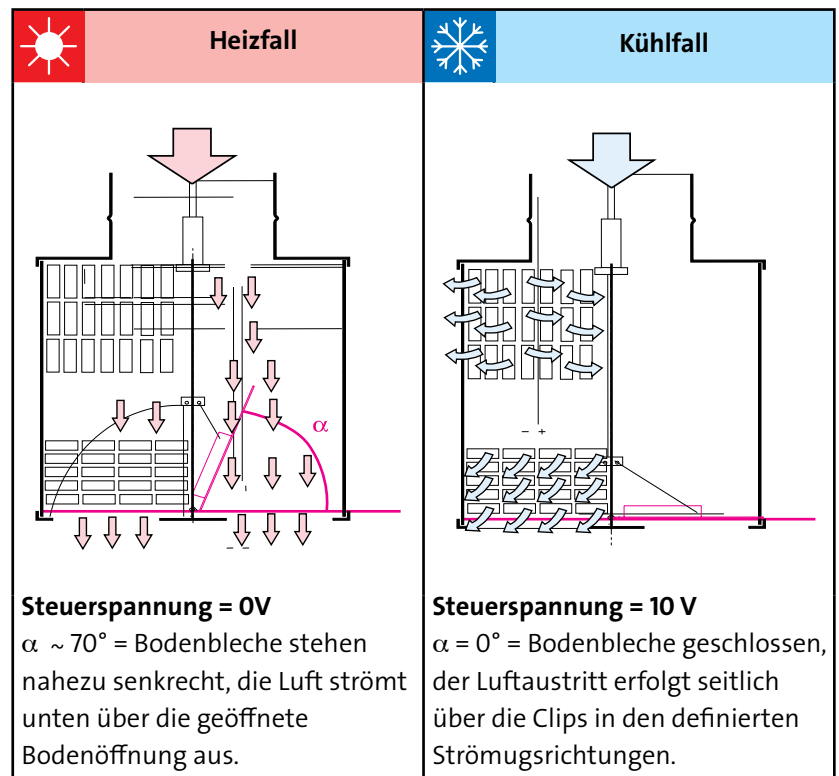 Heizfall
Kühlfall
α
– –
– +
Steuerspannung = 0V
α ~ 70° = Bodenbleche stehen
nahezu senkrecht, die Luft strömt
unten über die geöffnete
Bodenöffnung aus.
Steuerspannung = 10 V
α = 0° = Bodenbleche geschlossen,
der Luftaustritt erfolgt seitlich
über die Clips in den definierten
Strömugsrichtungen.